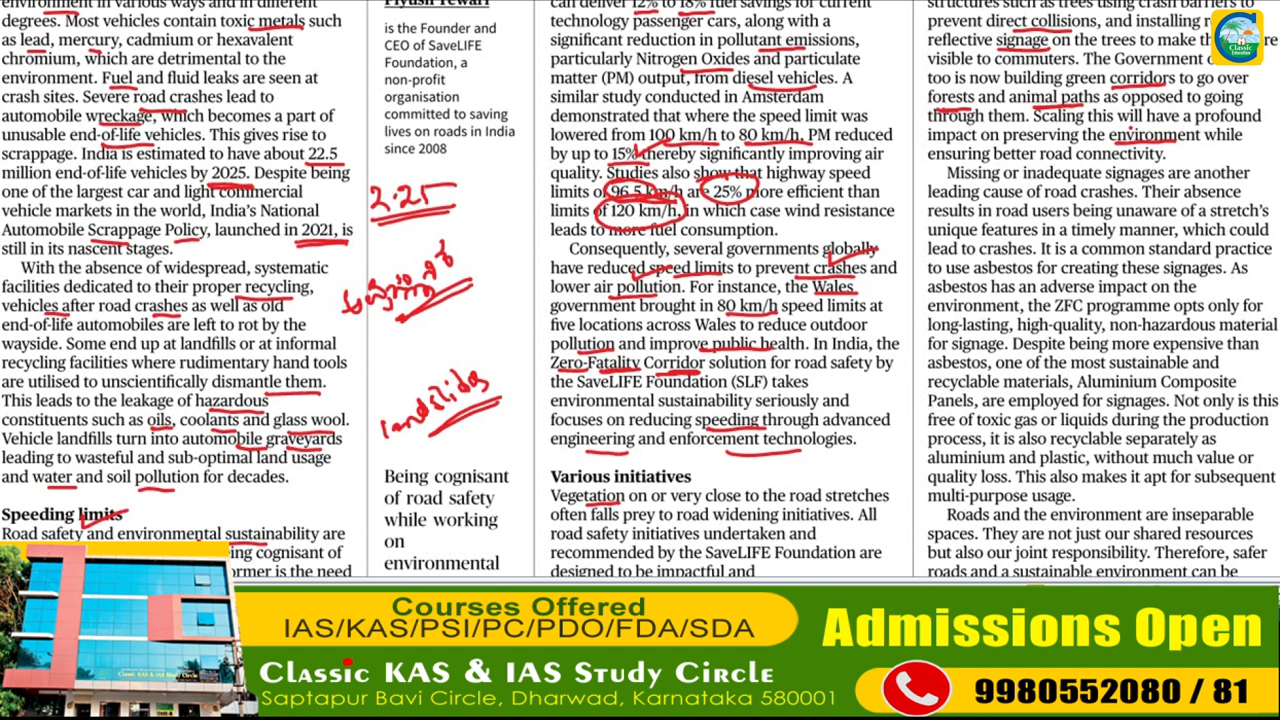 environment in various ways and in different
degrees. Most vehicles contain toxic metals such
as lead, mercury, cadmium or hexavalent
chromium, which are detrimental to the
environment. Fuel and fluid leaks are seen at
crash sites. Severe road crashes lead to
automobile wreckage, which becomes a part of
unusable end-of-life vehicles. This gives rise to
scrappage. India is estimated to have about 22.5
million end-of-life vehicles by 2025. Despite being
one of the largest car and light commercial
vehicle markets in the world, India's National
Automobile Scrappage Policy, launched in 2021, is
still in its nascent stages.
With the absence of widespread, systematic
facilities dedicated to their proper recycling,
vehicles after road crashes as well as old
end-of-life automobiles are left to rot by the
wayside. Some end up at landfills or at informal
recycling facilities where rudimentary hand tools
are utilised to unscientifically dismantle them.
This leads to the leakage of hazardous
constituents such as oils, coolants and glass wool.
Vehicle landfills turn into automobile graveyards
leading to wasteful and sub-optimal land usage
and water and soil pollution for decades.
Speeding limits
Road safety and environmental sustainability are
ing cognisant of
ormer is the need
Piyush Tewari
is the Founder and
CEO of SaveLIFE
Foundation, a
non-profit
organisation
committed to saving
lives on roads in India
since 2008
2.25
landslides
Being cognisant
of road safety
while working
on
environmental
can deliver 12% to 18% fuel savings for current
technology passenger cars, along with a
significant reduction in pollutant emissions,
particularly Nitrogen Oxides and particulate
matter (PM) output, from diesel vehicles. A
similar study conducted in Amsterdam
demonstrated that where the speed limit was
lowered from 100 km/h to 80 km/h, PM reduced
by up to 15% thereby significantly improving air
quality. Studies also show that highway speed
limits of 96.5 km/h are 25% more efficient than
limits of 120 km/h, in which case wind resistance
leads to more fuel consumption.
Consequently, several governments globally
have reduced speed limits to prevent crashes and
lower air pollution. For instance, the Wales
government brought in 80 km/h speed limits at
five locations across Wales to reduce outdoor
pollution and improve public health. In India, the
Zero-Fatality Corridor solution for road safety by
the SaveLIFE Foundation (SLF) takes
environmental sustainability seriously and
focuses on reducing speeding through advanced
engineering and enforcement technologies.
Various initiatives
Vegetation on or very close to the road stretches
often falls prey to road widening initiatives. All
road safety initiatives undertaken and
recommended by the SaveLIFE Foundation are
designed to be impactful and
structures such as trees using crash barriers to
prevent direct collisions, and installing r
reflective signage on the trees to make th re
visible to commuters. The Government o
too is now building green corridors to go over
forests and animal paths as opposed to going
through them. Scaling this will have a profound
impact on preserving the environment while
ensuring better road connectivity.
Missing or inadequate signages are another
leading cause of road crashes. Their absence
results in road users being unaware of a stretch's
unique features in a timely manner, which could
lead to crashes. It is a common standard practice
to use asbestos for creating these signages. As
asbestos has an adverse impact on the
environment, the ZFC programme opts only for
long-lasting, high-quality, non-hazardous material
for signage. Despite being more expensive than
asbestos, one of the most sustainable and
recyclable materials, Aluminium Composite
Panels, are employed for signages. Not only is this
free of toxic gas or liquids during the production
process, it is also recyclable separately as
aluminium and plastic, without much value or
quality loss. This also makes it apt for subsequent
multi-purpose usage.
Roads and the environment are inseparable
spaces. They are not just our shared resources
but also our joint responsibility. Therefore, safer
roads and a sustainable environment can be
Classic
Education
Classic KAS & IAS Study Circle
Courses Offered
IAS/KAS/PSI/PC/PDO/FDA/SDA
Classic KAS & IAS Study Circle
Saptapur Bavi Circle, Dharwad, Karnataka 580001
Admissions Open
9980552080 / 81